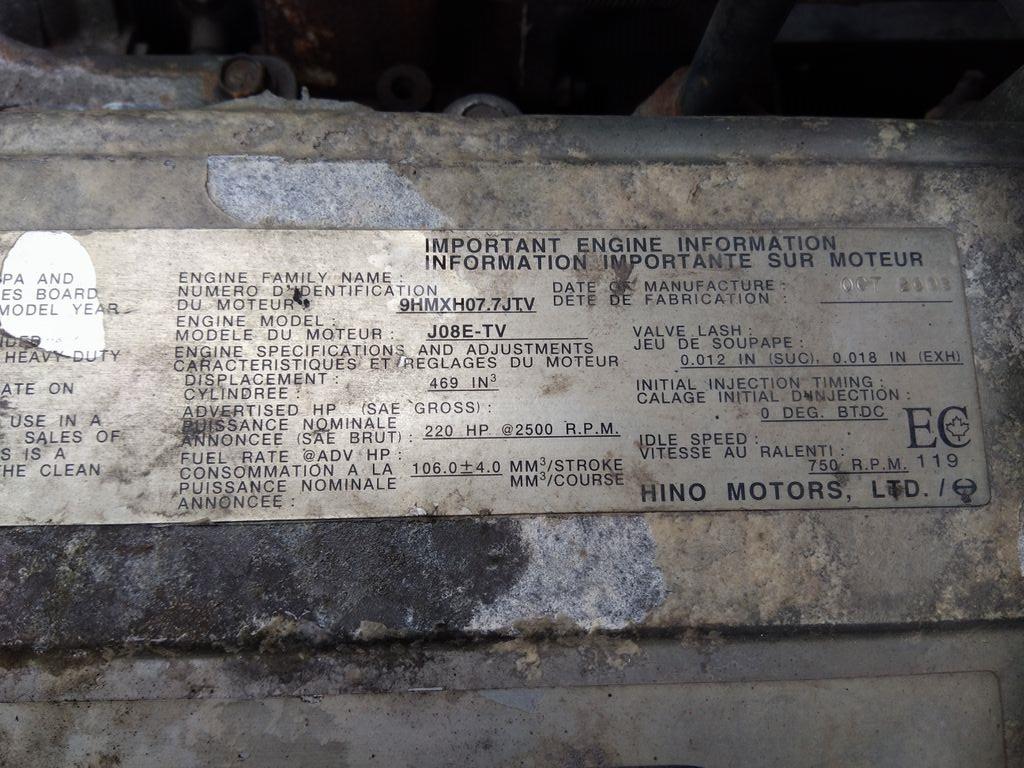 IMPORTANT ENGINE INFORMATION
INFORMATION IMPORTANTE SUR MOTEUR
PA AND
ES BOARD
MODEL YEAR
HEAVY DUTY
ATE ON
USE IN A
SALES OF
S IS A
HE CLEAN
ENGINE FAMILY NAME :
NUMERO D'IDENTIFICATION
DU MOTEUR : 9HMXH07.7JTV
ENGINE MODEL :
MODELE DU MOTEUR : J08E-TV
ENGINE SPECIFICATIONS AND ADJUSTMENTS
CARACTERISTIQUES ET REGLAGES DU MOTEUR
DISPLACEMENT :
CYLINDREE : 469 IN³
ADVERTISED HP (SAE GROSS) :
PUISSANCE NOMINALE
ANNONCEE (SAE BRUT) : 220 HP @2500 R.P.M.
FUEL RATE @ADV HP :
CONSOMMATION A LA
PUISSANCE NOMINALE
ANNONCEE :
106.0±4.0 MM³/STROKE
MM³/COURSE
DATE OF MANUFACTURE :
DETE DE FABRICATION : OCT
VALVE LASH :
JEU DE SOUPAPE :
0.012 IN (SUC), 0.018 IN (EXH)
INITIAL INJECTION TIMING :
CALAGE INITIAL D'INJECTION :
0 DEG. BTDC
IDLE SPEED :
VITESSE AU RALENTI :
750 R.P.M.
EC
119
HINO MOTORS, LTD. /